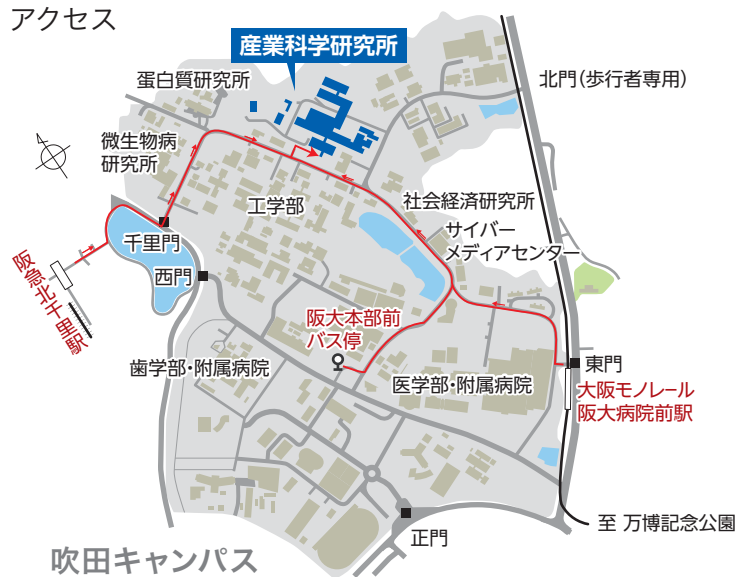 アクセス
産業科学研究所
蛋白質研究所
北門(歩行者専用)
微生物病
研究所
社会経済研究所
工学部
サイバー
メディアセンター
千里門
西門
阪急北千里駅
阪大本部前
バス停
歯学部・附属病院
医学部・附属病院
東門
大阪モノレール
阪大病院前駅
至 万博記念公園
正門
吹田キャンパス